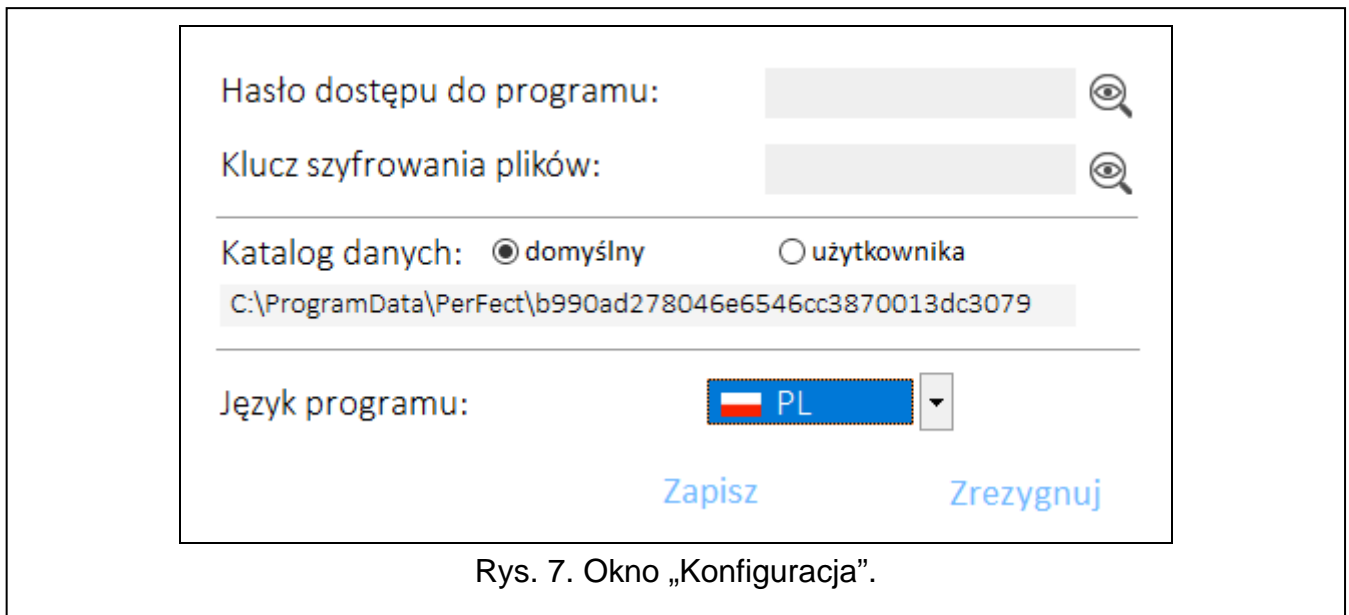 Hasło dostępu do programu:
Klucz szyfrowania plików:
Katalog danych: domyślny użytkownika
C:\ProgramData\PerFect\b990ad278046e6546cc3870013dc3079
Język programu: PL
Zapisz Zrezygnuj
Rys. 7. Okno „Konfiguracja”.